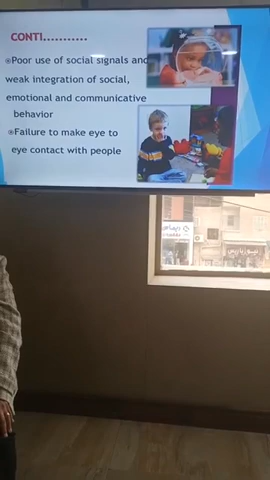 CONTI...........
Poor use of social signals and
weak integration of social,
emotional and communicative
behavior
Failure to make eye to
eye contact with people